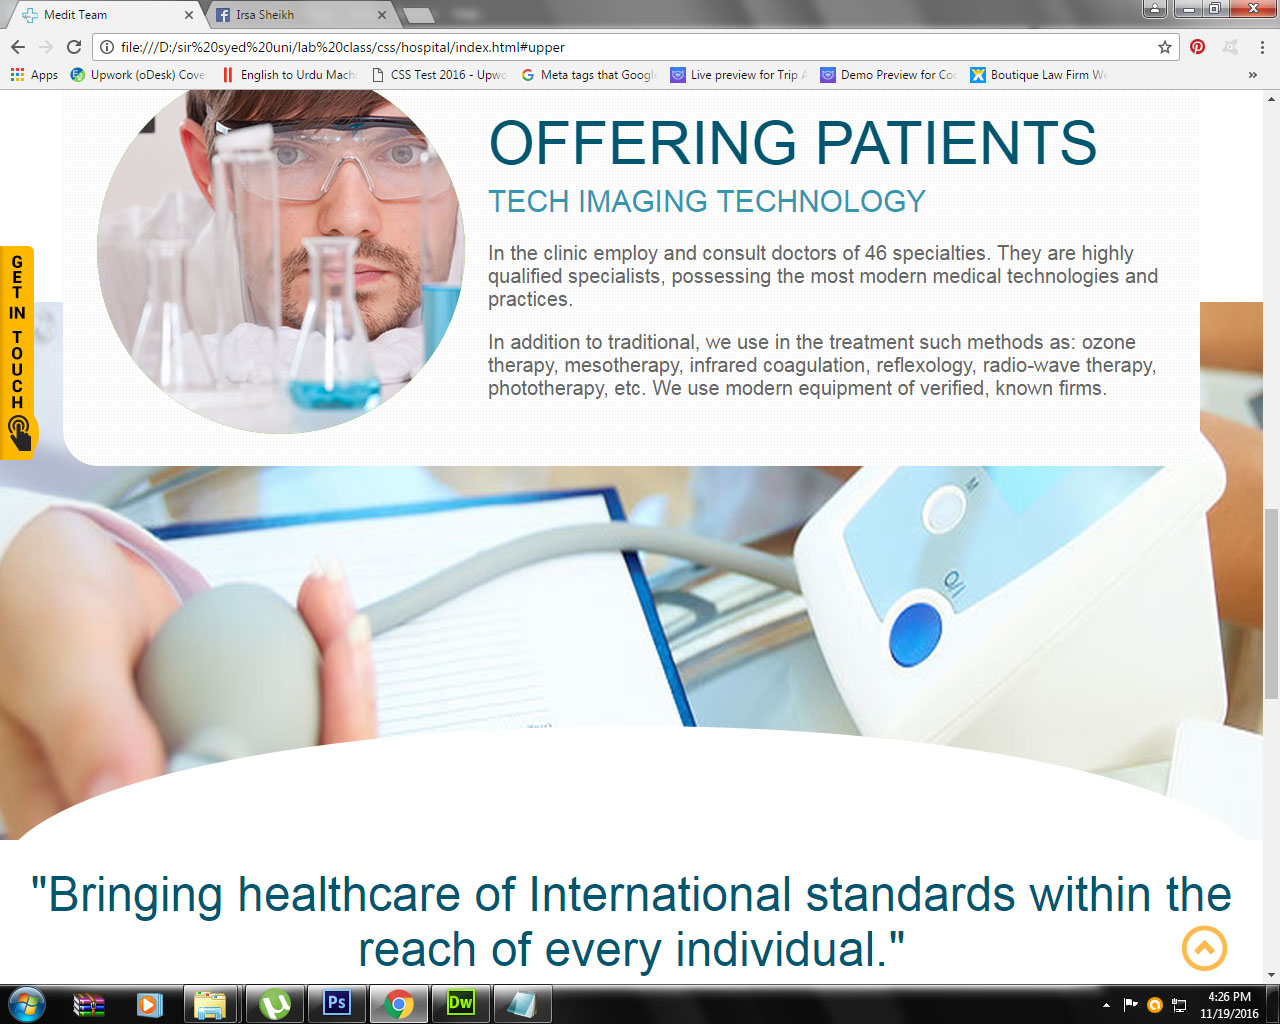 Medit Team
Irsa Sheikh
file:///D:/sir%20syed%20uni/lab%20class/css/hospital/index.html#upper
Apps
Upwork (oDesk) Cove
English to Urdu Mach
CSS Test 2016 - Upwo
Meta tags that Googl
Live preview for Trip A
Demo Preview for Co
Boutique Law Firm We
»
OFFERING PATIENTS
TECH IMAGING TECHNOLOGY
In the clinic employ and consult doctors of 46 specialties. They are highly
qualified specialists, possessing the most modern medical technologies and
practices.
In addition to traditional, we use in the treatment such methods as: ozone
therapy, mesotherapy, infrared coagulation, reflexology, radio-wave therapy,
phototherapy, etc. We use modern equipment of verified, known firms.
GET
IN
TOUCH
M
O/I
"Bringing healthcare of International standards within the
reach of every individual."
Ps
Dw
4:26 PM
11/19/2016